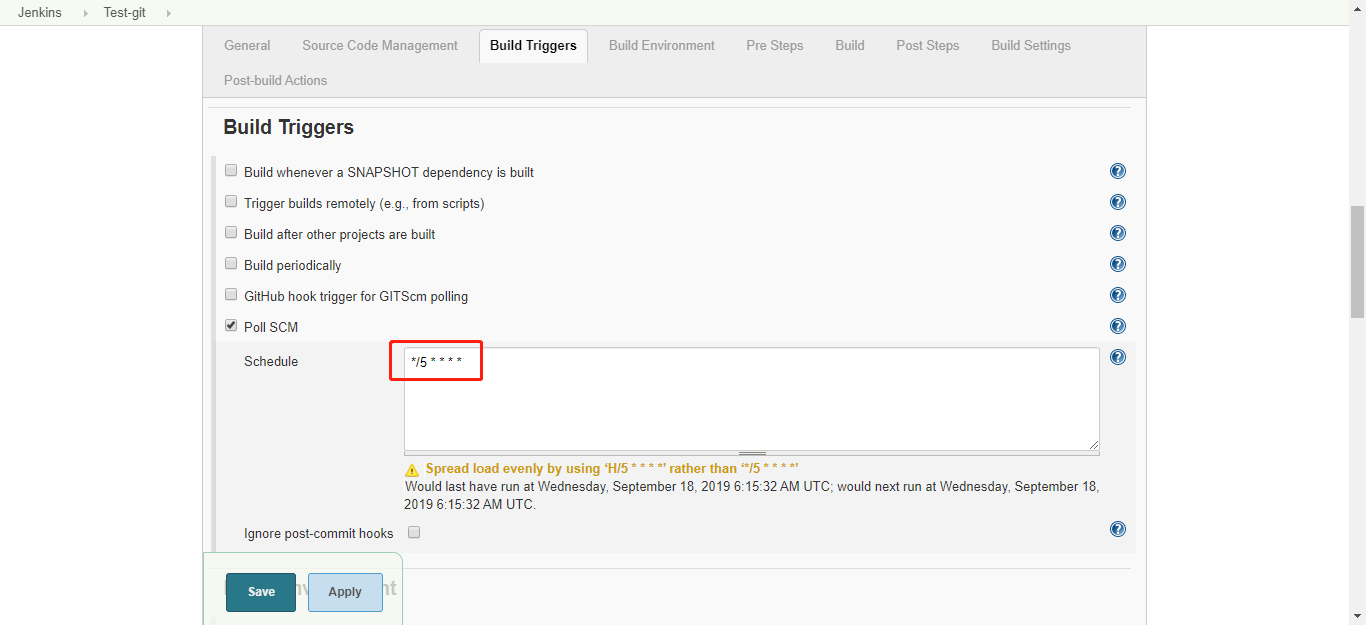 Jenkins Test-git
General Source Code Management Build Triggers Build Environment Pre Steps Build Post Steps Build Settings
Post-build Actions
Build Triggers
Build whenever a SNAPSHOT dependency is built
Trigger builds remotely (e.g., from scripts)
Build after other projects are built
Build periodically
GitHub hook trigger for GITScm polling
Poll SCM
Schedule */5 * * * *
Spread load evenly by using ‘H/5 * * * *’ rather than ‘*/5 * * * *’
Would last have run at Wednesday, September 18, 2019 6:15:32 AM UTC; would next run at Wednesday, September 18,
2019 6:15:32 AM UTC.
Ignore post-commit hooks
Save Apply